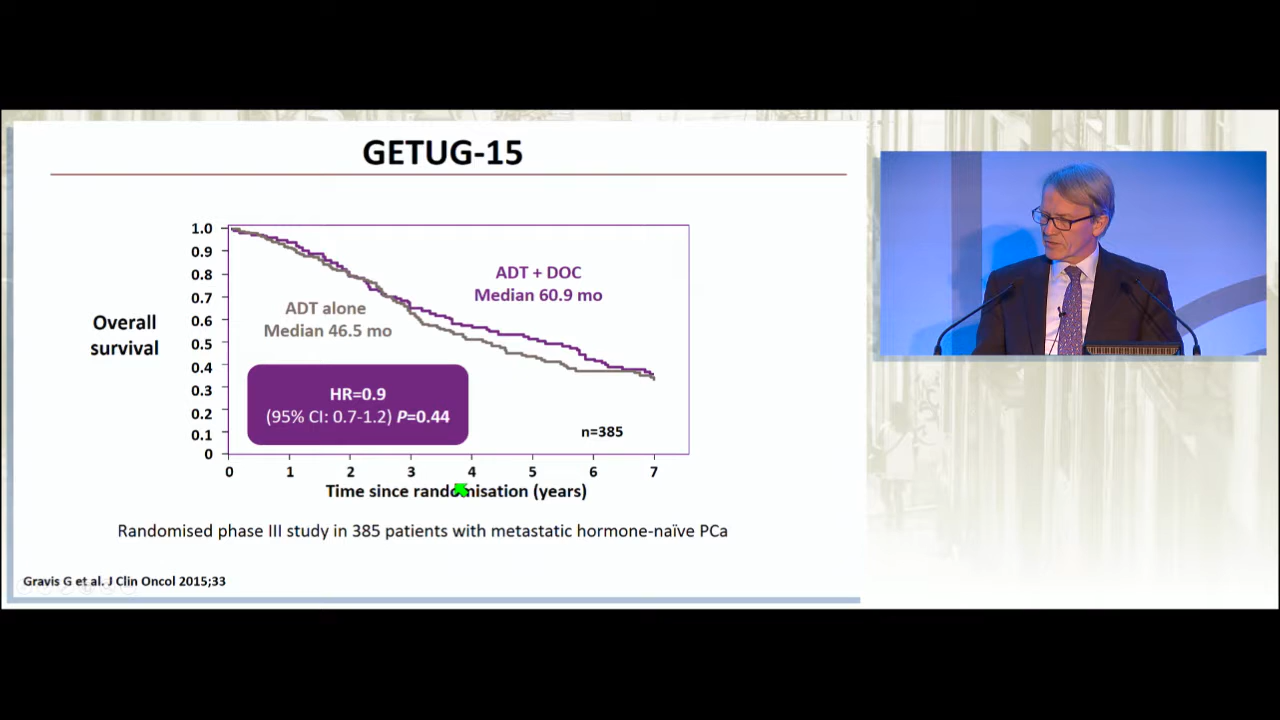 GETUG-15
1.0
0.9
0.8
0.7
0.6
0.5
0.4
0.3
0.2
0.1
0
Overall
survival
ADT + DOC
Median 60.9 mo
ADT alone
Median 46.5 mo
HR=0.9
(95% CI: 0.7-1.2) P=0.44
n=385
0 1 2 3 4 5 6 7
Time since randomisation (years)
Randomised phase III study in 385 patients with metastatic hormone-naïve PCa
Gravis G et al. J Clin Oncol 2015;33